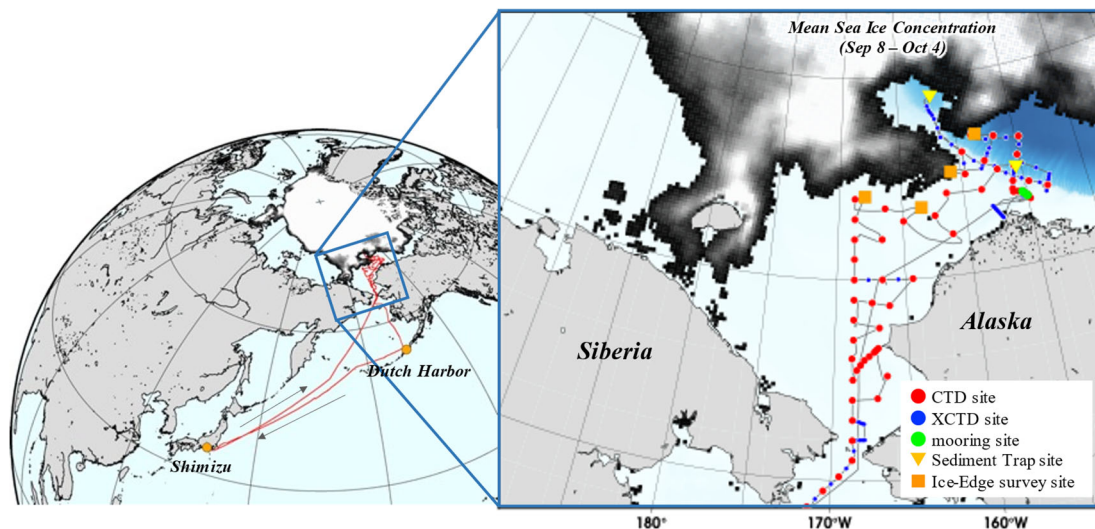 Mean Sea Ice Concentration
(Sep 8 – Oct 4)
Siberia
Alaska
Dutch Harbor
Shimizu
CTD site
XCTD site
mooring site
Sediment Trap site
Ice-Edge survey site
180°
170°W
160°W